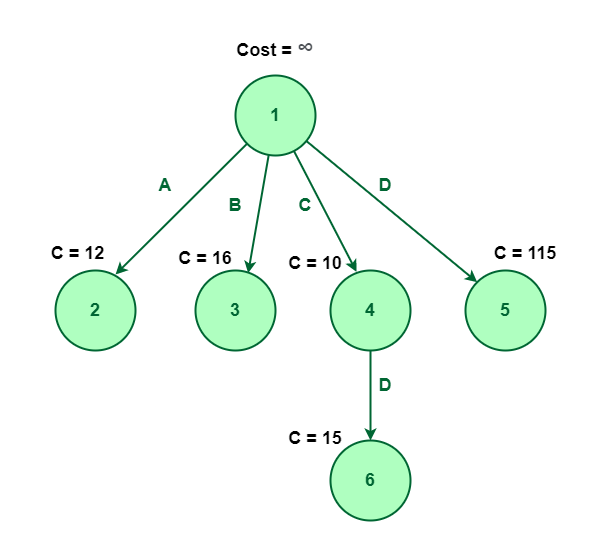 Cost = ∞
1
A
B
C
D
C = 12
C = 16
C = 10
C = 115
2
3
4
5
D
C = 15
6